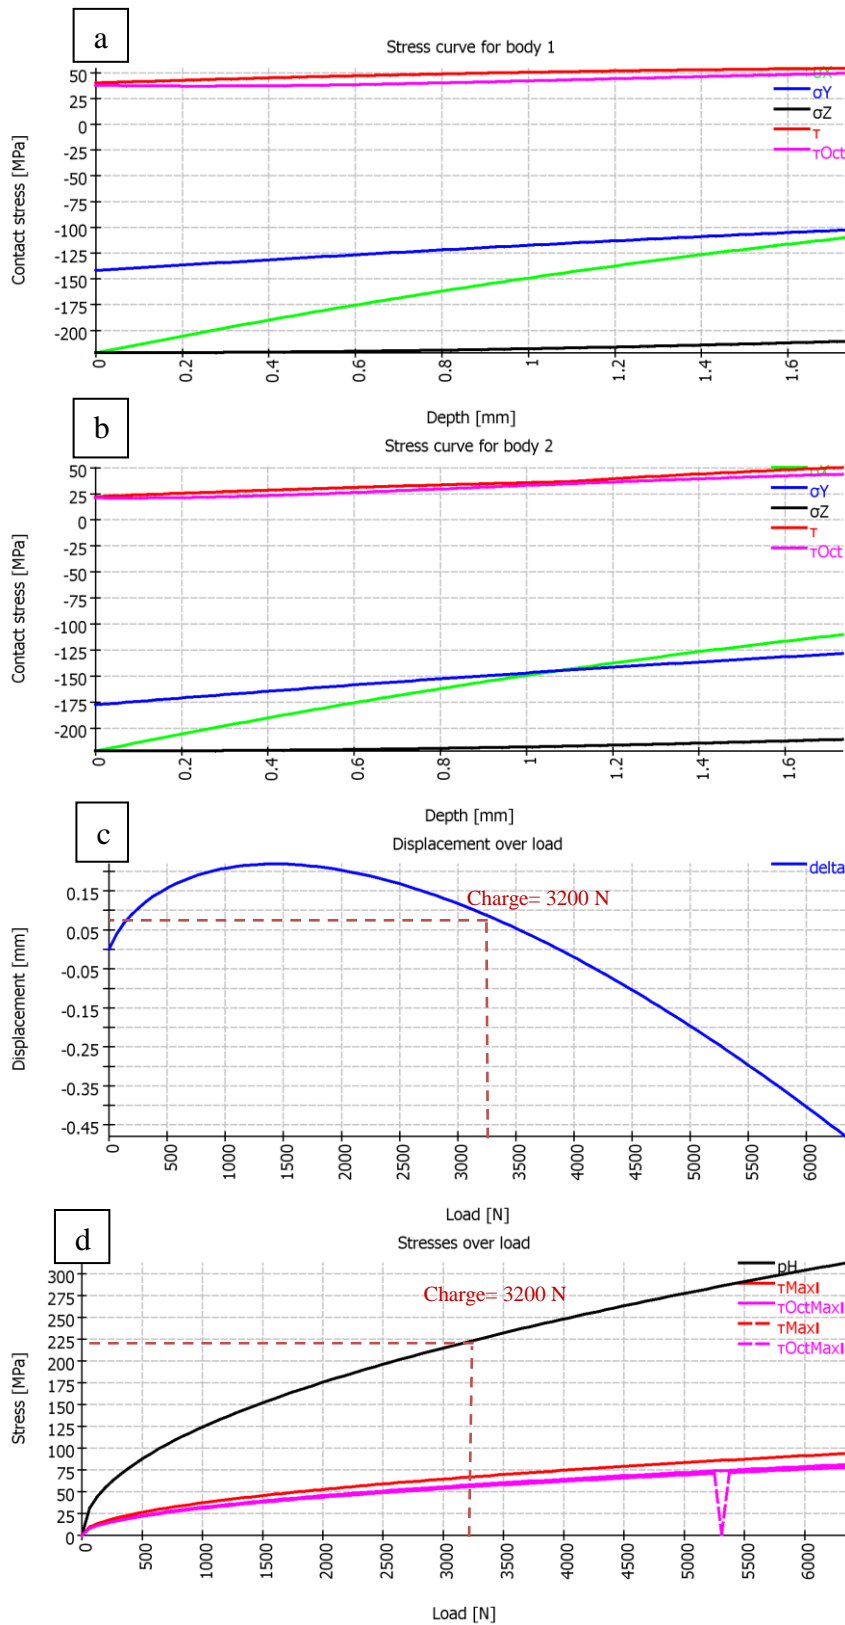 a
Stress curve for body 1
Contact stress [MPa]
50
25
0
-25
-50
-75
-100
-125
-150
-175
-200
σX
σY
σZ
τ
τOct
0
0.2
0.4
0.6
0.8
1
1.2
1.4
1.6
Depth [mm]
b
Stress curve for body 2
Contact stress [MPa]
50
25
0
-25
-50
-75
-100
-125
-150
-175
-200
σY
σZ
τ
τOct
0
0.2
0.4
0.6
0.8
1
1.2
1.4
1.6
Depth [mm]
c
Displacement over load
Displacement [mm]
0.15
0.05
-0.05
-0.15
-0.25
-0.35
-0.45
delta
Charge= 3200 N
0
500
1000
1500
2000
2500
3000
3500
4000
4500
5000
5500
6000
Load [N]
d
Stresses over load
Stress [MPa]
300
275
250
225
200
175
150
125
100
75
50
25
0
Charge= 3200 N
pH
τMaxI
τOctMaxI
τMaxI
τOctMaxI
0
500
1000
1500
2000
2500
3000
3500
4000
4500
5000
5500
6000
Load [N]